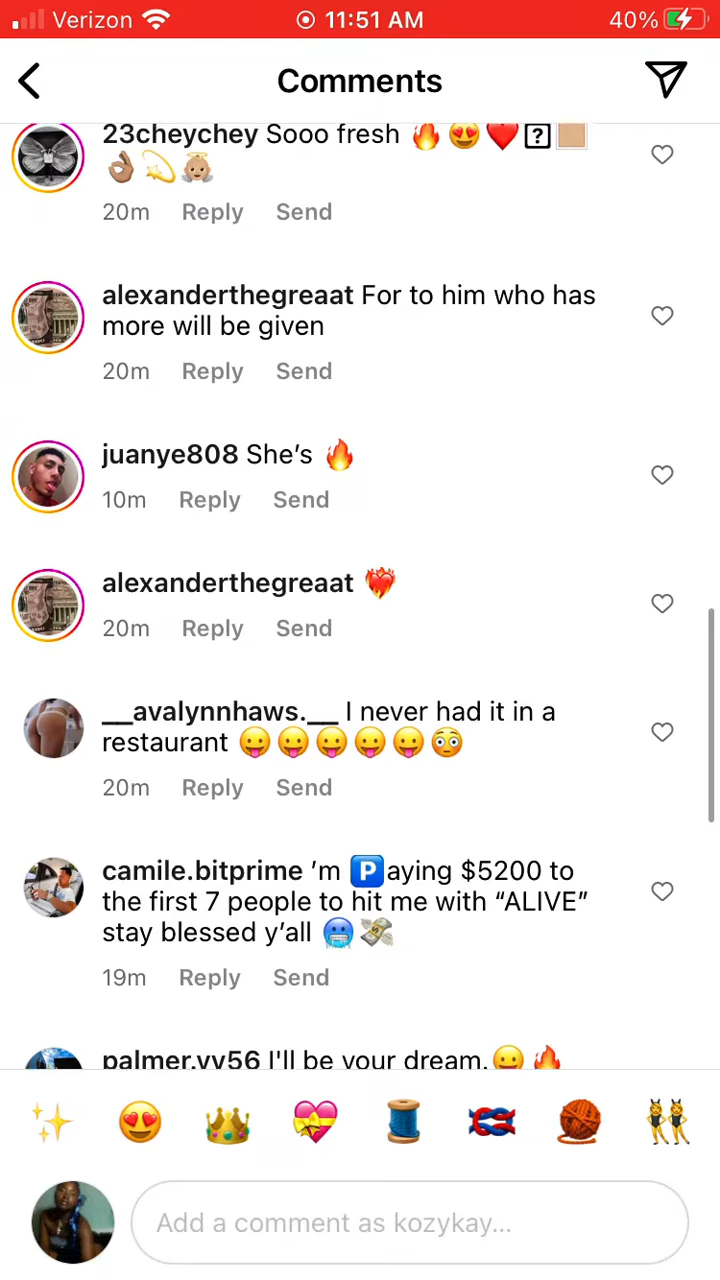 Verizon 11:51 AM 40%
Comments
23cheychey Sooo fresh 🔥😍❤️⍰🏼
👌🏽💫👼🏼
20m Reply Send
alexanderthegreaat For to him who has
more will be given
20m Reply Send
juanye808 She’s 🔥
10m Reply Send
alexanderthegreaat ❤️‍🔥
20m Reply Send
__avalynnhaws.__ I never had it in a
restaurant 😛😛😛😛😛😳
20m Reply Send
camile.bitprime ’m 🅿️aying $5200 to
the first 7 people to hit me with “ALIVE”
stay blessed y’all 🥶💸
19m Reply Send
palmer.vv56 I'll be your dream.😀🔥
Add a comment as kozykay...